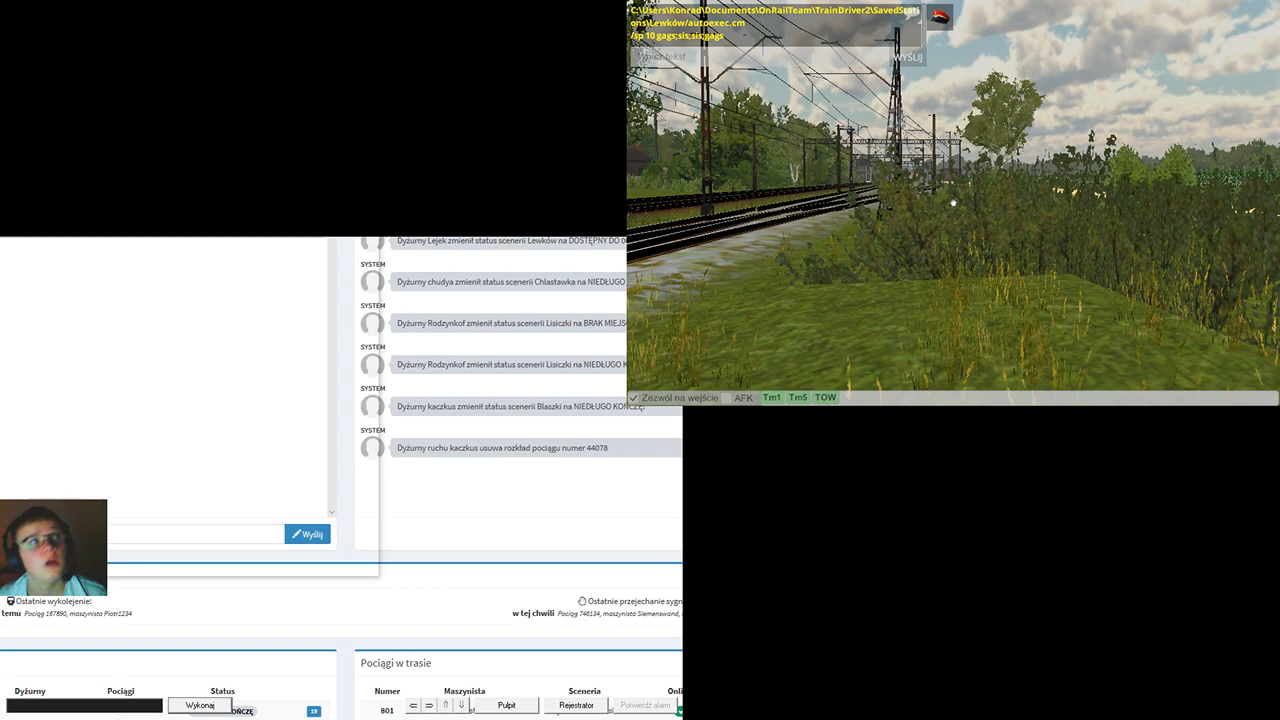 C:\Users\Konrad\Documents\OnRailTeam\TrainDriver2\SavedStati
ons\Lewków/autoexec.cm
/sp 10 gags;sis;sis;gags
Wpisz tekst
WYŚLIJ
Zezwól na wejście AFK Tm1 Tm5 TOW
Dyżurny Lejek zmienił status scenerii Lewków na DOSTĘPNY DO
SYSTEM
Dyżurny chudya zmienił status scenerii Chlastawka na NIEDŁUGO
SYSTEM
Dyżurny Rodzynkof zmienił status scenerii Lisiczki na BRAK
SYSTEM
Dyżurny Rodzynkof zmienił status scenerii Lisiczki na NIEDŁUGO
SYSTEM
Dyżurny kaczkus zmienił status scenerii Blaszki na NIEDŁUGO KOŃCZĘ!
SYSTEM
Dyżurny ruchu kaczkus usuwa rozkład pociągu numer 44078
Wyślij
Ostatnie wykolejenie:
temu Pociąg 167890, maszynista Piotr1234
Ostatnie przejechanie
w tej chwili Pociąg 746134, maszynista Siemenswand,
Dyżurny Pociągi Status
Wykonaj
19
Pociągi w trasie
Numer Maszynista Sceneria
801
⇐ ⇒ ⇑ ⇓ Pulpit Rejestrator Potwierdź alarm